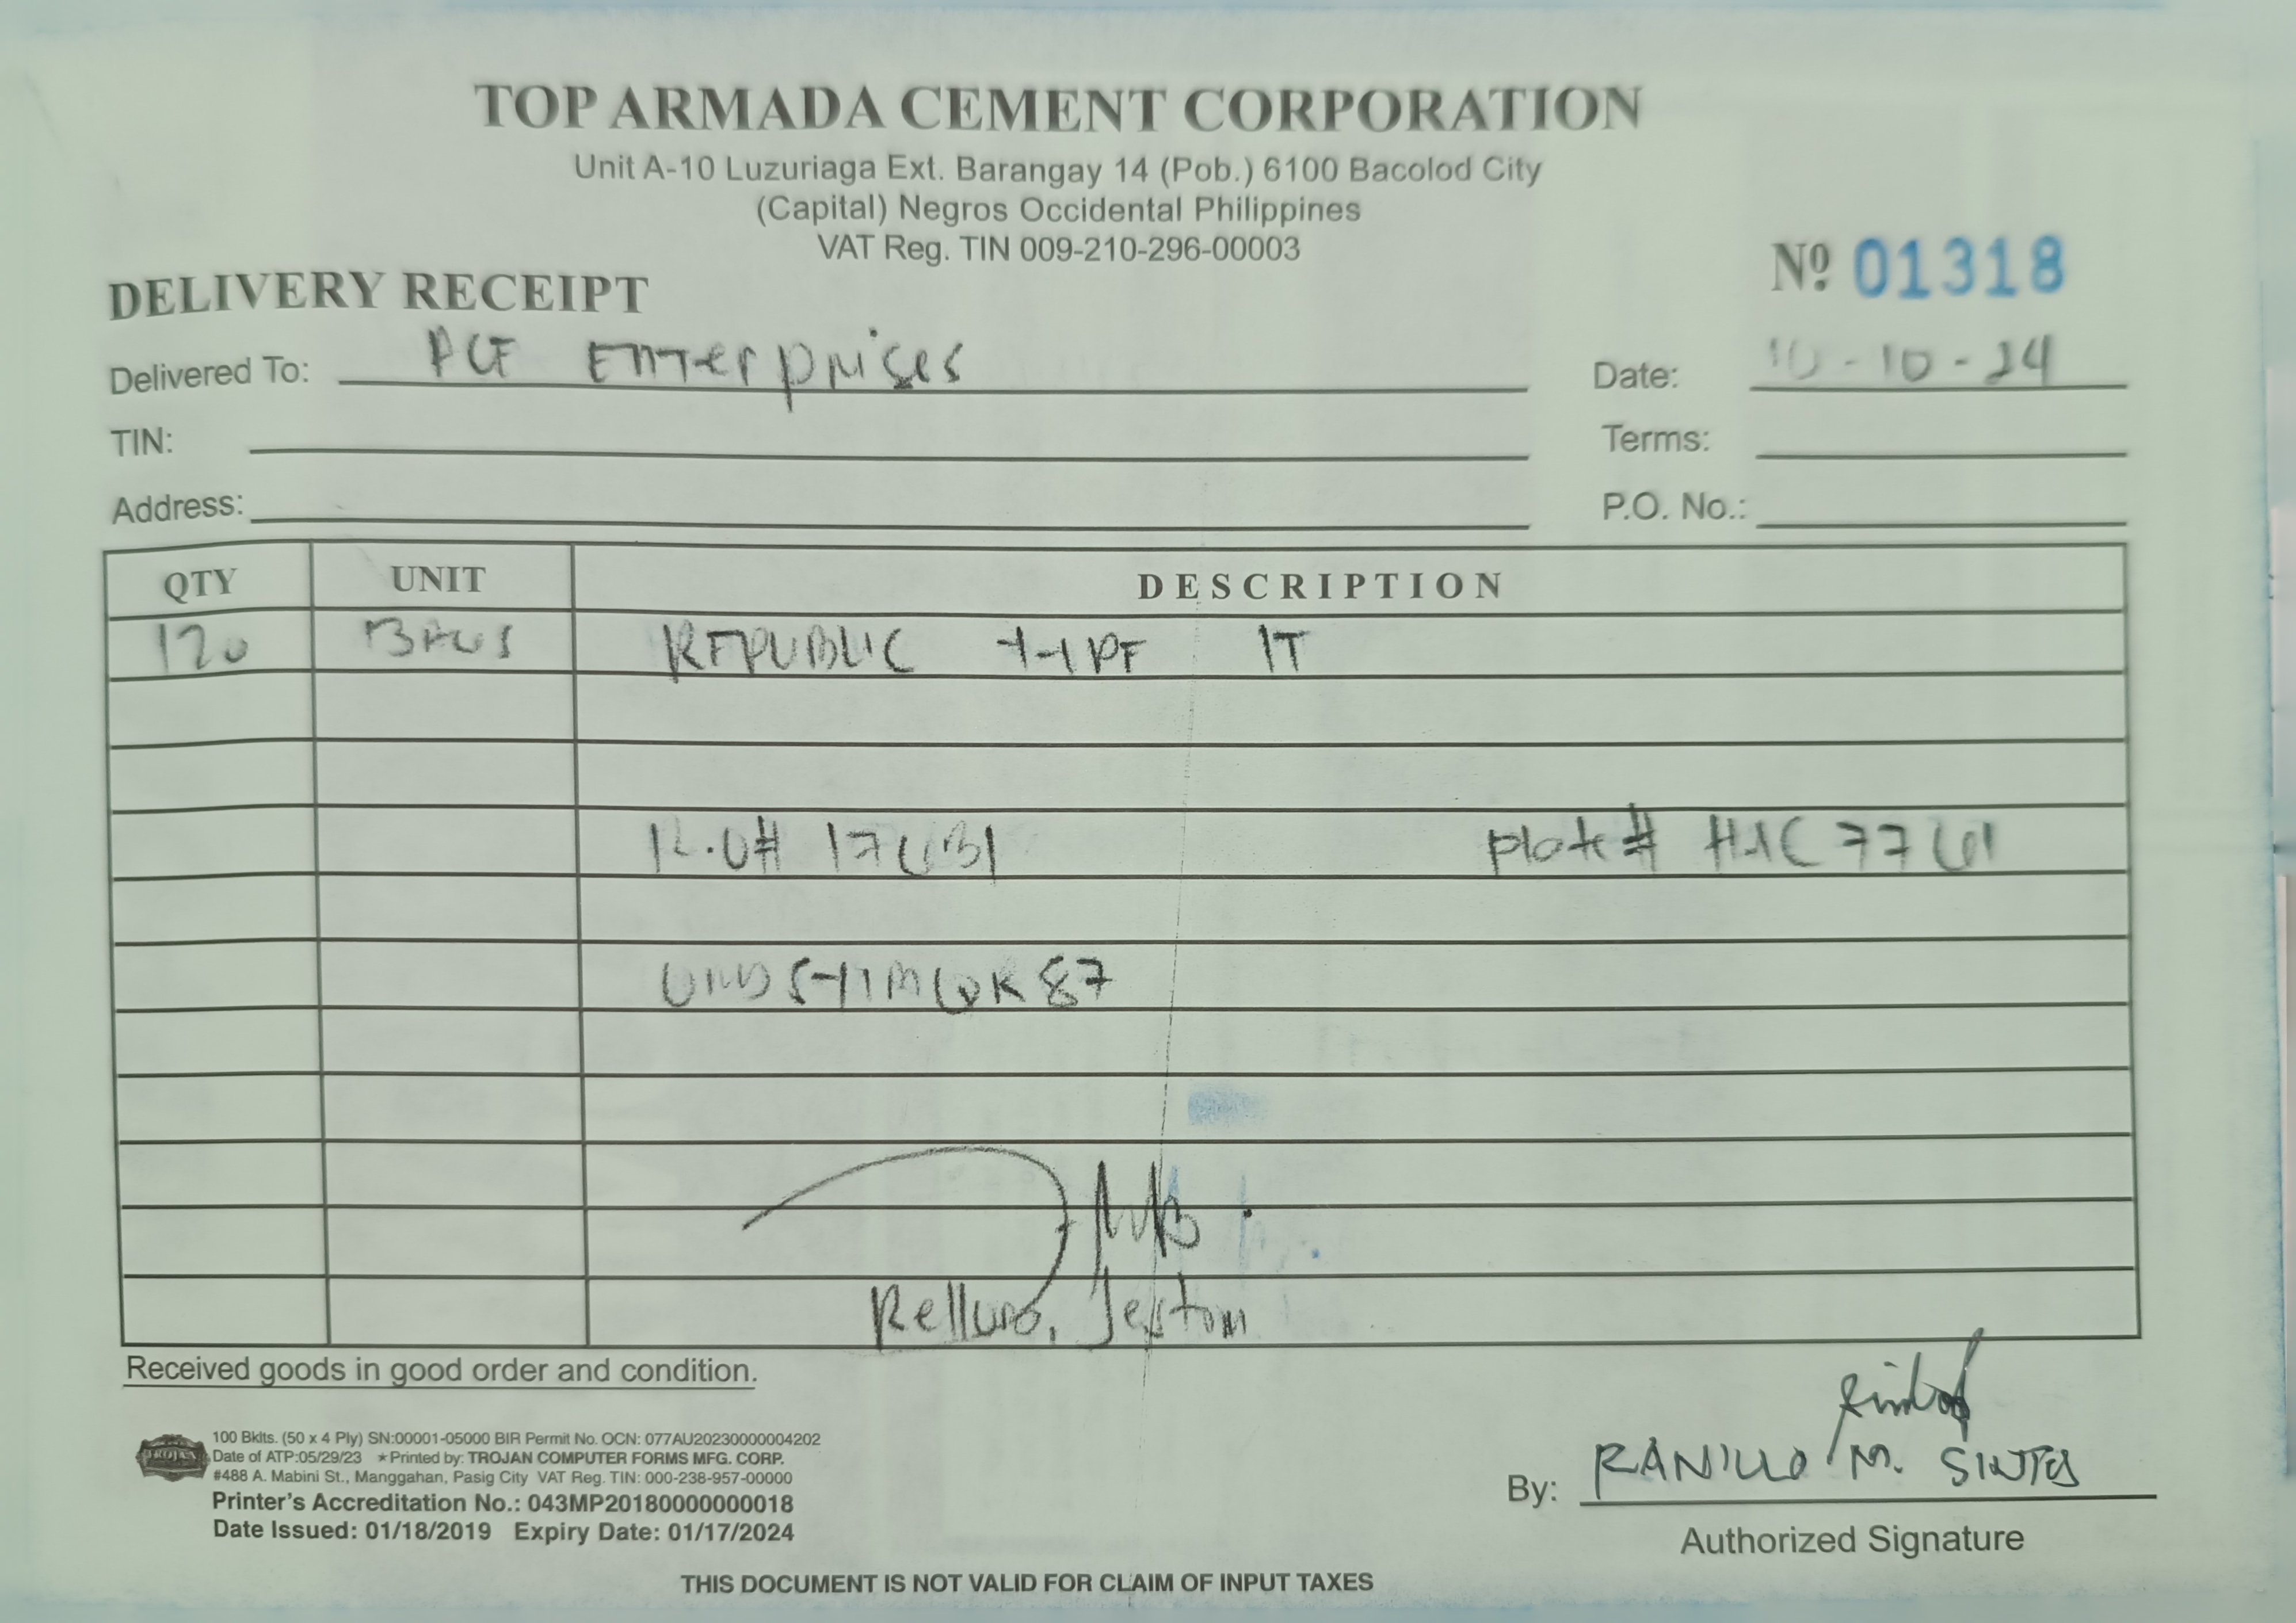 TOP ARMADA CEMENT CORPORATION
Unit A-10 Luzuriaga Ext. Barangay 14 (Pob.) 6100 Bacolod City
(Capital) Negros Occidental Philippines
VAT Reg. TIN 009-210-296-00003
DELIVERY RECEIPT
Nº 01318
Delivered To: PCF Enterprises
Date: 10-10-24
TIN:
Terms:
Address:
P.O. No.:
QTY UNIT DESCRIPTION
120 BAGS REPUBLIC TYPE IT
plate #
Received goods in good order and condition.
TROJAN
100 Bklts. (50 x 4 Ply) SN:00001-05000 BIR Permit No. OCN: 077AU20230000004202
Date of ATP:05/29/23 ★Printed by: TROJAN COMPUTER FORMS MFG. CORP.
#488 A. Mabini St., Manggahan, Pasig City VAT Reg. TIN: 000-238-957-00000
Printer's Accreditation No.: 043MP20180000000018
Date Issued: 01/18/2019 Expiry Date: 01/17/2024
By: RANILLO M.
Authorized Signature
THIS DOCUMENT IS NOT VALID FOR CLAIM OF INPUT TAXES